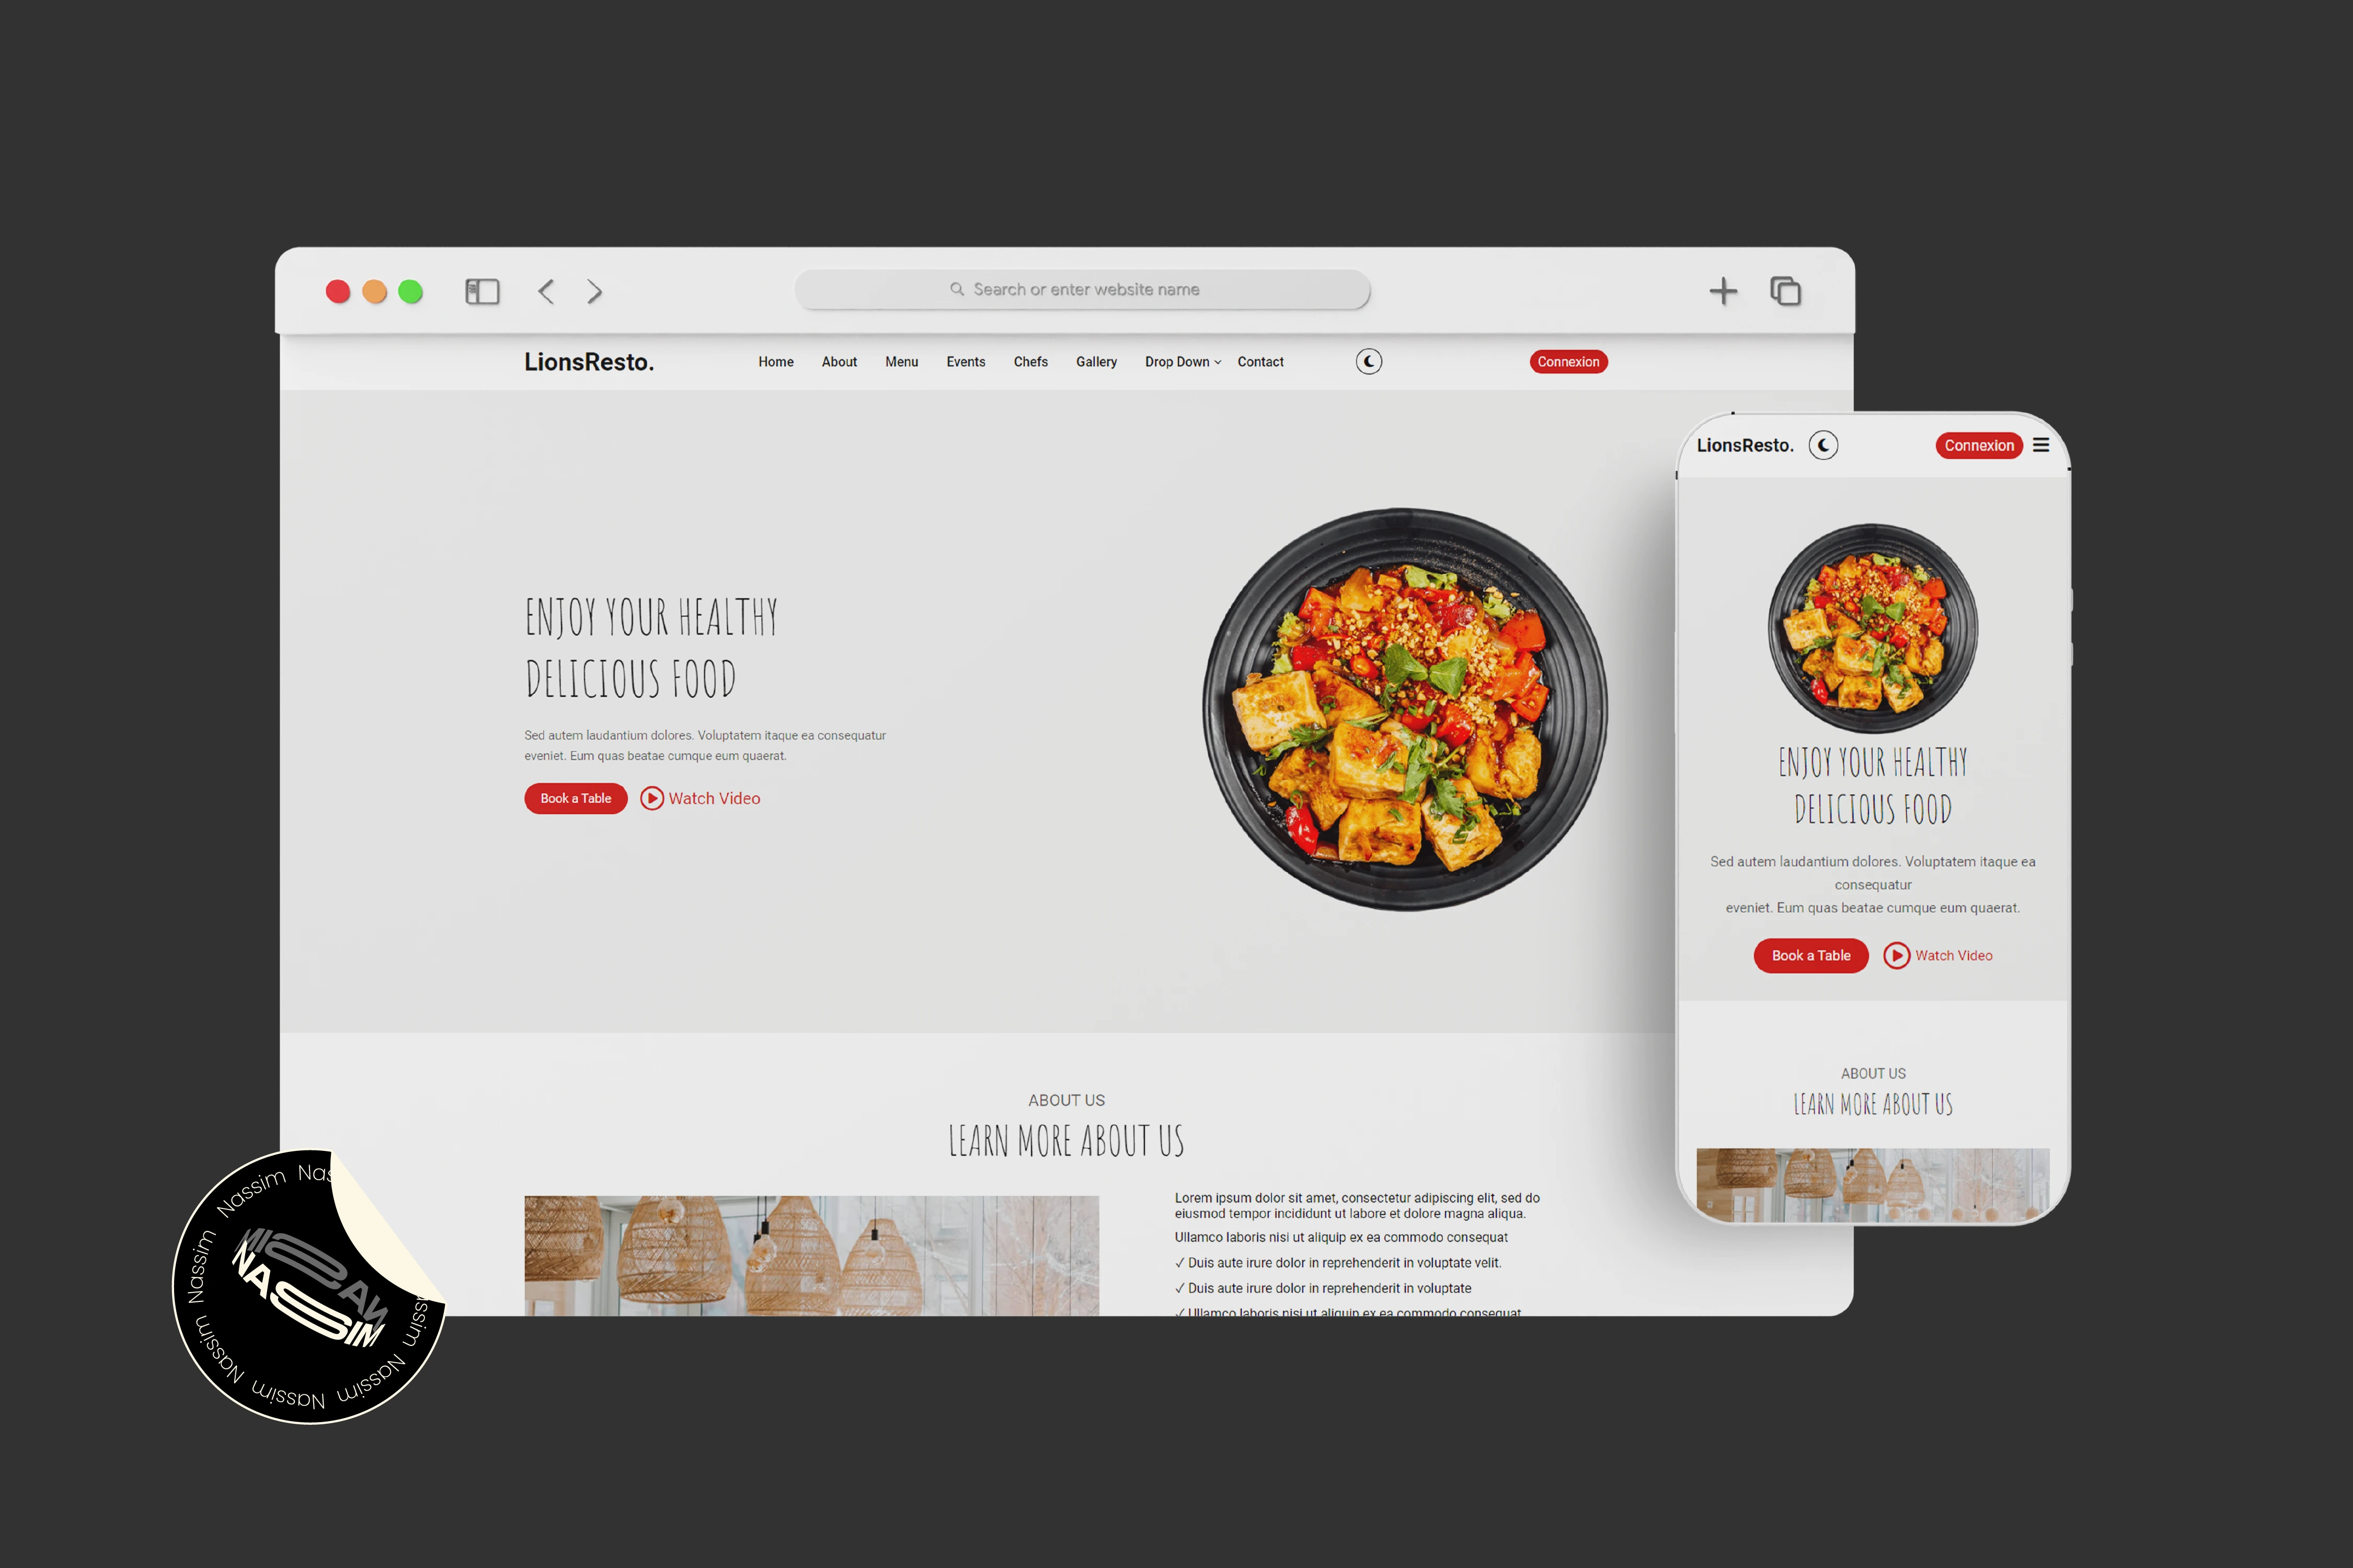 Search or enter website name
LionsResto.
Home About Menu Events Chefs Gallery Drop Down Contact
Connexion
ENJOY YOUR HEALTHY
DELICIOUS FOOD
Sed autem laudantium dolores. Voluptatem itaque ea consequatur
eveniet. Eum quas beatae cumque eum quaerat.
Book a Table Watch Video
ABOUT US
LEARN MORE ABOUT US
Lorem ipsum dolor sit amet, consectetur adipiscing elit, sed do
eiusmod tempor incididunt ut labore et dolore magna aliqua.
Ullamco laboris nisi ut aliquip ex ea commodo consequat
✓ Duis aute irure dolor in reprehenderit in voluptate velit.
✓ Duis aute irure dolor in reprehenderit in voluptate
✓ Ullamco laboris nisi ut aliquip ex ea commodo consequat
LionsResto.
Connexion
ENJOY YOUR HEALTHY
DELICIOUS FOOD
Sed autem laudantium dolores. Voluptatem itaque ea
consequatur
eveniet. Eum quas beatae cumque eum quaerat.
Book a Table Watch Video
ABOUT US
LEARN MORE ABOUT US
Nassim Nassim Nas
NASSIM
NASSIM
assim Nassim Nassim Nassim